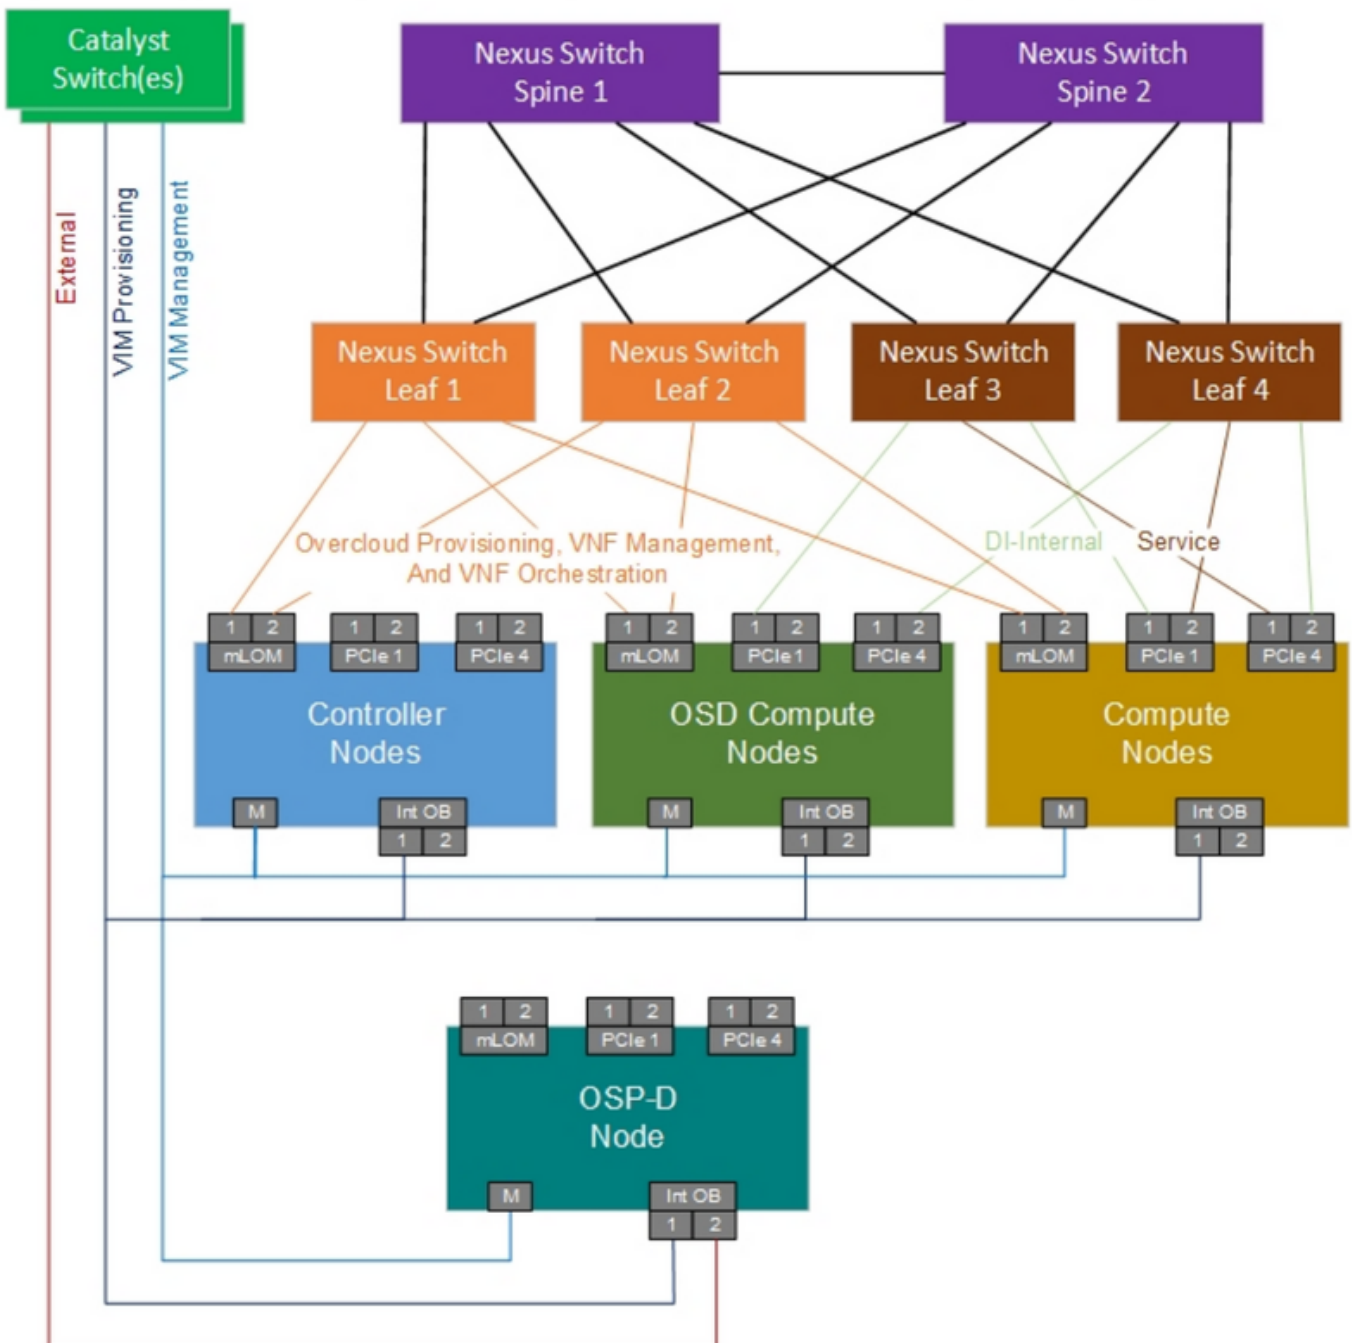 Catalyst
Switch(es)
Nexus Switch
Spine 1
Nexus Switch
Spine 2
External
VIM Provisioning
VIM Management
Nexus Switch
Leaf 1
Nexus Switch
Leaf 2
Nexus Switch
Leaf 3
Nexus Switch
Leaf 4
Overcloud Provisioning, VNF Management,
And VNF Orchestration
DI-Internal
Service
1 2
mLOM
1 2
PCIe 1
1 2
PCIe 4
Controller
Nodes
M
Int OB
1 2
1 2
mLOM
1 2
PCIe 1
1 2
PCIe 4
OSD Compute
Nodes
M
Int OB
1 2
1 2
mLOM
1 2
PCIe 1
1 2
PCIe 4
Compute
Nodes
M
Int OB
1 2
1 2
mLOM
1 2
PCIe 1
1 2
PCIe 4
OSP-D
Node
M
Int OB
1 2